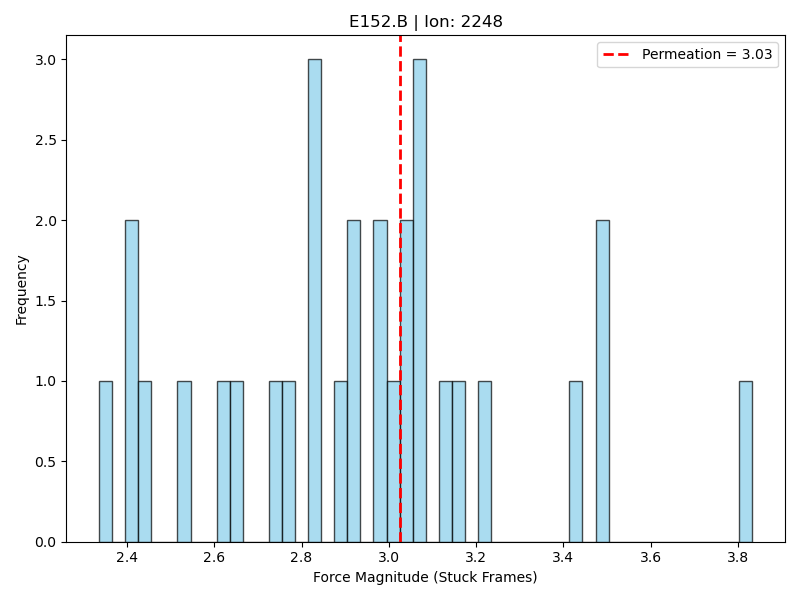 E152.B | Ion: 2248
Permeation = 3.03
Frequency
3.0
2.5
2.0
1.5
1.0
0.5
0.0
2.4 2.6 2.8 3.0 3.2 3.4 3.6 3.8
Force Magnitude (Stuck Frames)